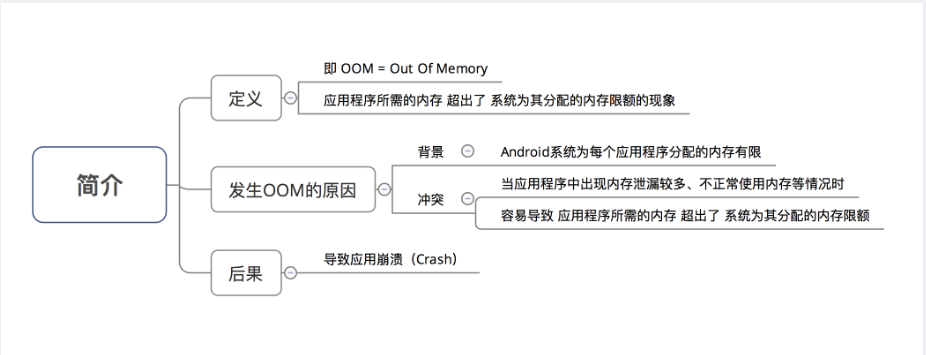 简介
定义
即 OOM = Out Of Memory
应用程序所需的内存 超出了 系统为其分配的内存限额的现象
发生OOM的原因
背景
Android系统为每个应用程序分配的内存有限
冲突
当应用程序中出现内存泄漏较多、不正常使用内存等情况时
容易导致 应用程序所需的内存 超出了 系统为其分配的内存限额
后果
导致应用崩溃（Crash）